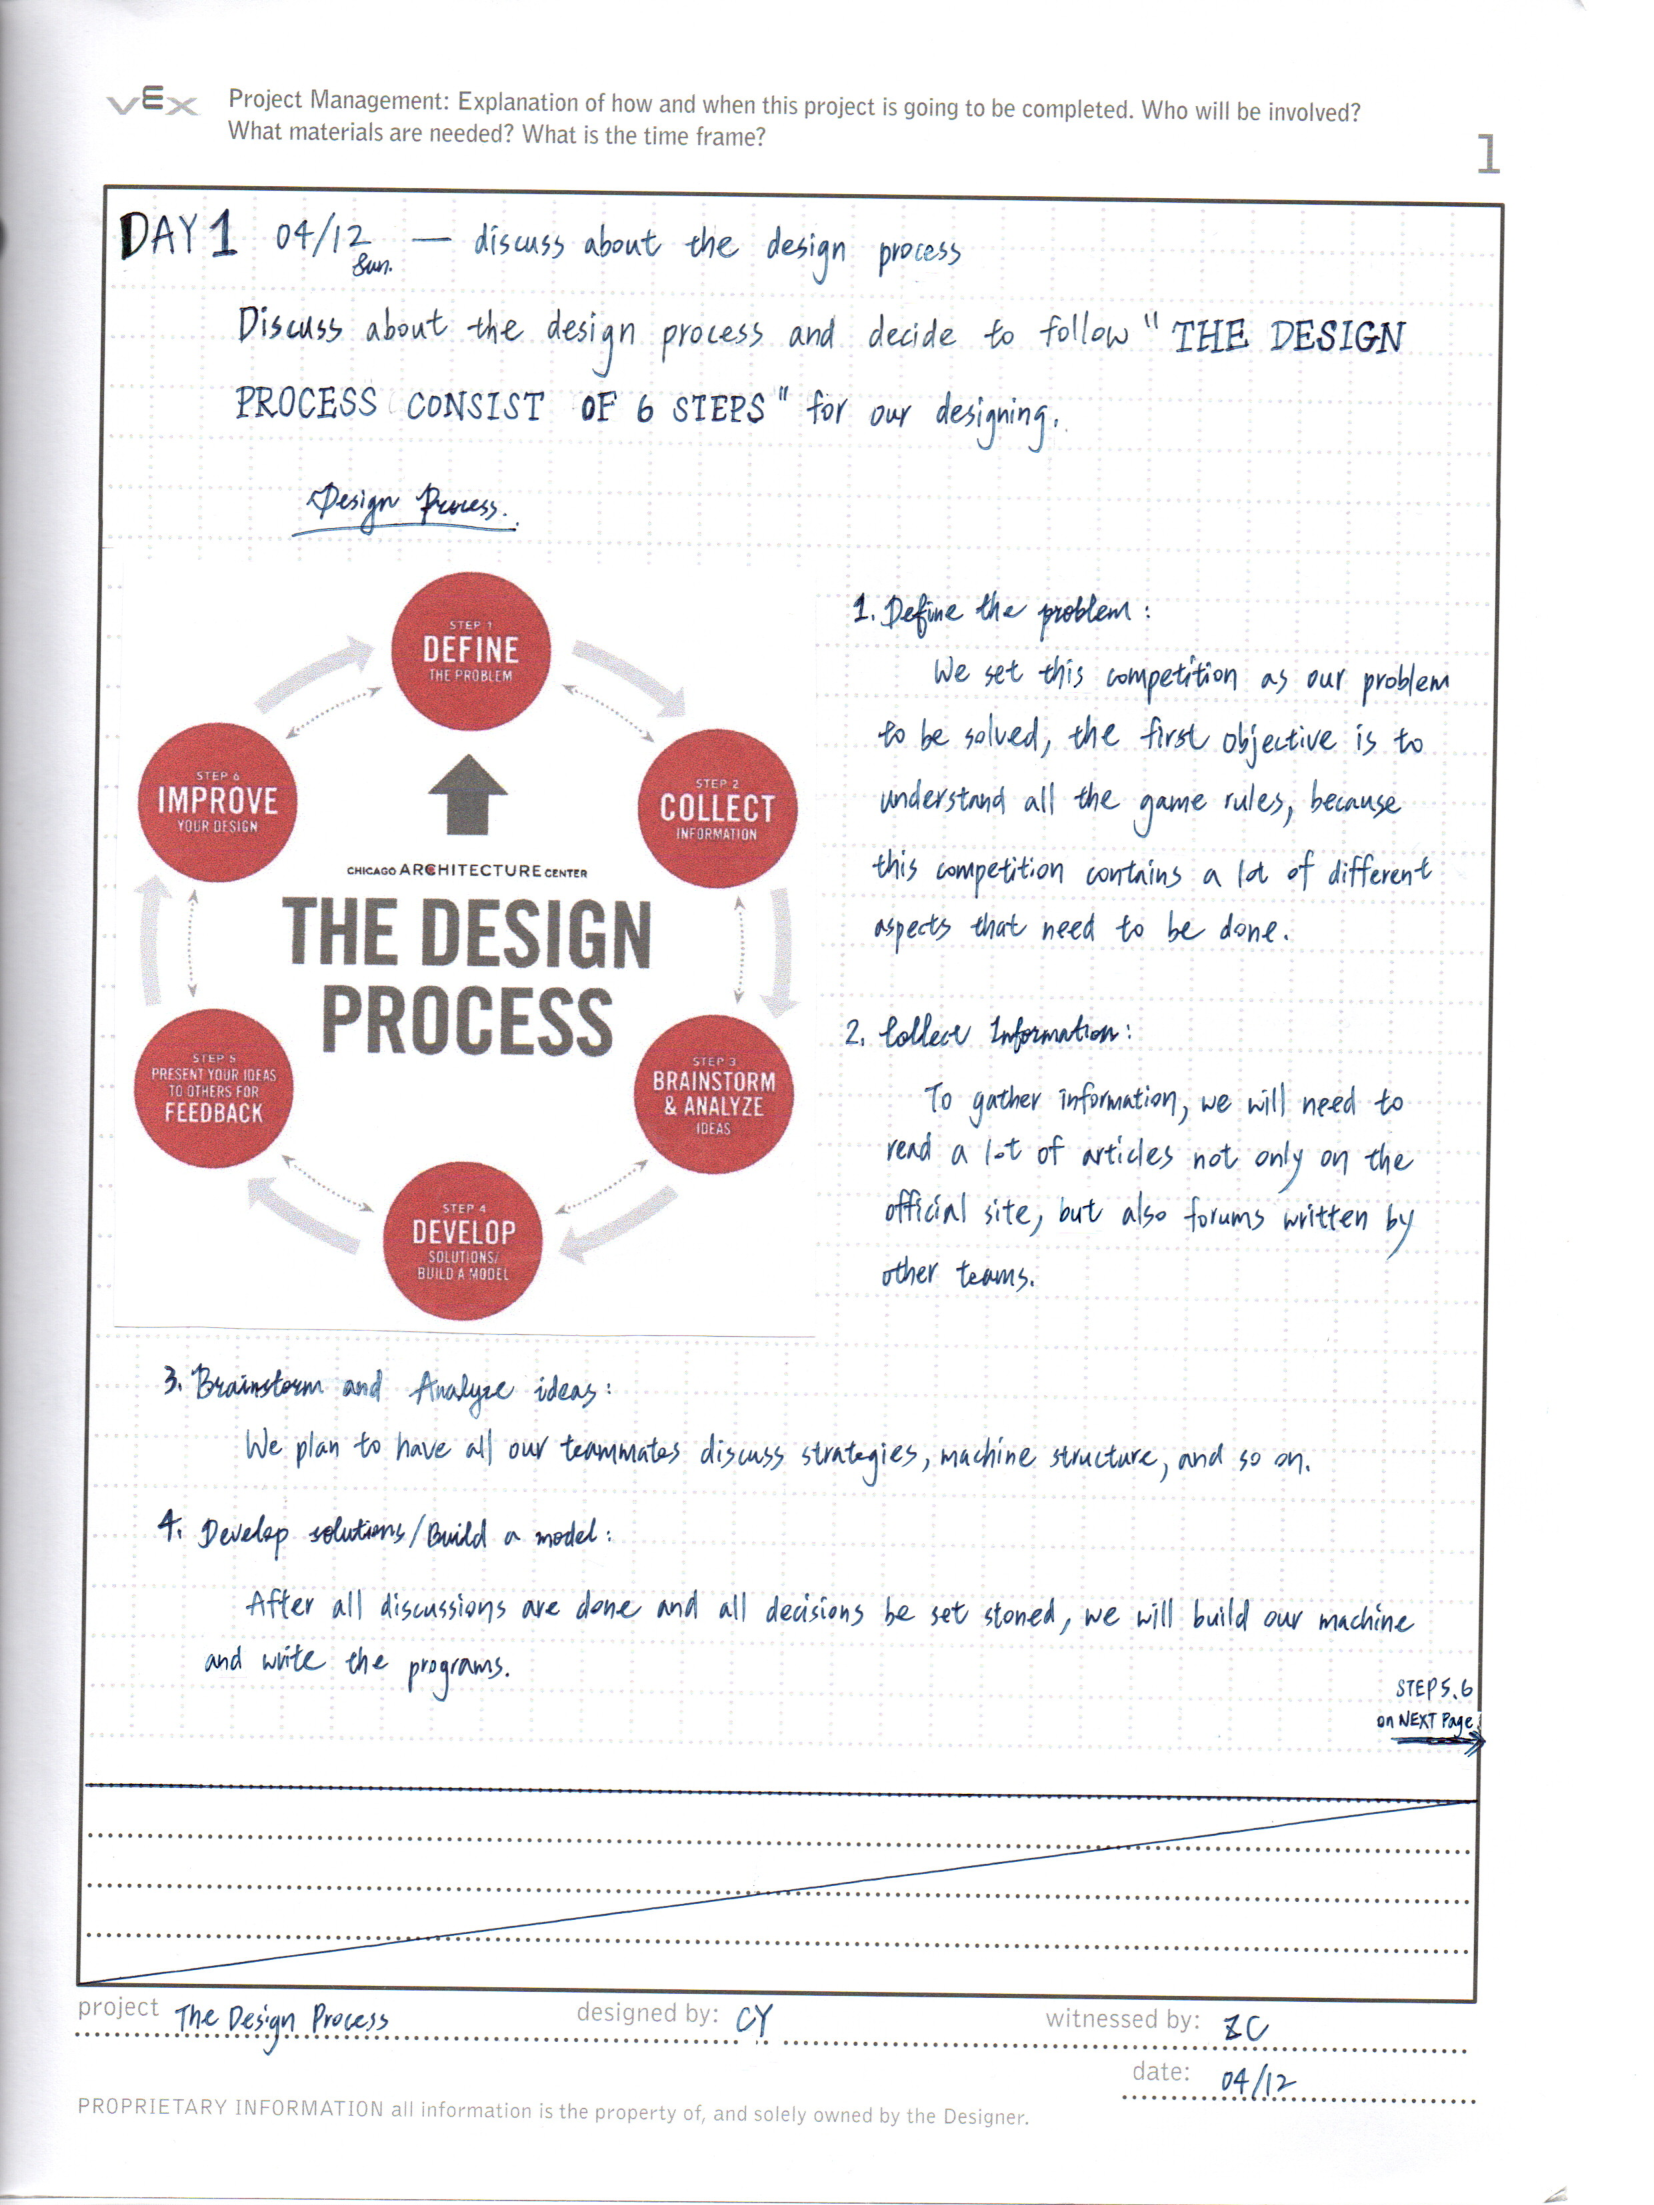 VEX Project Management: Explanation of how and when this project is going to be completed. Who will be involved?
What materials are needed? What is the time frame?
1
DAY 1 04/12 — discuss about the design process
Sun.
Discuss about the design process and decide to follow "THE DESIGN
PROCESS CONSIST OF 6 STEPS" for our designing.
Design Process.
STEP 1
DEFINE
THE PROBLEM
STEP 2
COLLECT
INFORMATION
STEP 3
BRAINSTORM
& ANALYZE
IDEAS
STEP 4
DEVELOP
SOLUTIONS/
BUILD A MODEL
STEP 5
PRESENT YOUR IDEAS
TO OTHERS FOR
FEEDBACK
STEP 6
IMPROVE
YOUR DESIGN
CHICAGO ARCHITECTURE CENTER
THE DESIGN
PROCESS
1. Define the problem:
We set this competition as our problem
to be solved, the first objective is to
understand all the game rules, because
this competition contains a lot of different
aspects that need to be done.
2. Collect Information:
To gather information, we will need to
read a lot of articles not only on the
official site, but also forums written by
other teams.
3. Brainstorm and Analyze ideas:
We plan to have all our teammates discuss strategies, machine structure, and so on.
4. Develop solutions/Build a model:
After all discussions are done and all decisions be set stoned, we will build our machine
and write the programs.
STEP 5.6
on NEXT Page
project The Design Process designed by: CY witnessed by: ZC
date: 04/12
PROPRIETARY INFORMATION all information is the property of, and solely owned by the Designer.